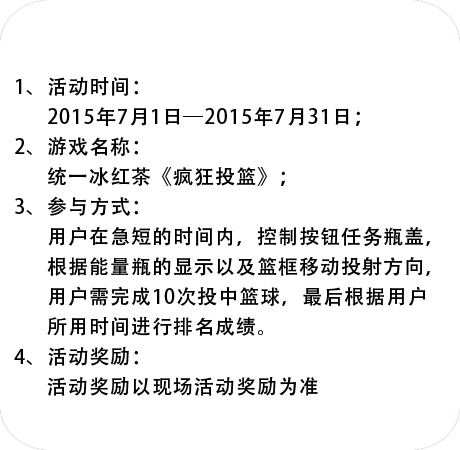 1、活动时间：
2015年7月1日—2015年7月31日；
2、游戏名称：
统一冰红茶《疯狂投篮》；
3、参与方式：
用户在急短的时间内，控制按钮任务瓶盖，
根据能量瓶的显示以及篮框移动投射方向，
用户需完成10次投中篮球，最后根据用户
所用时间进行排名成绩。
4、活动奖励：
活动奖励以现场活动奖励为准